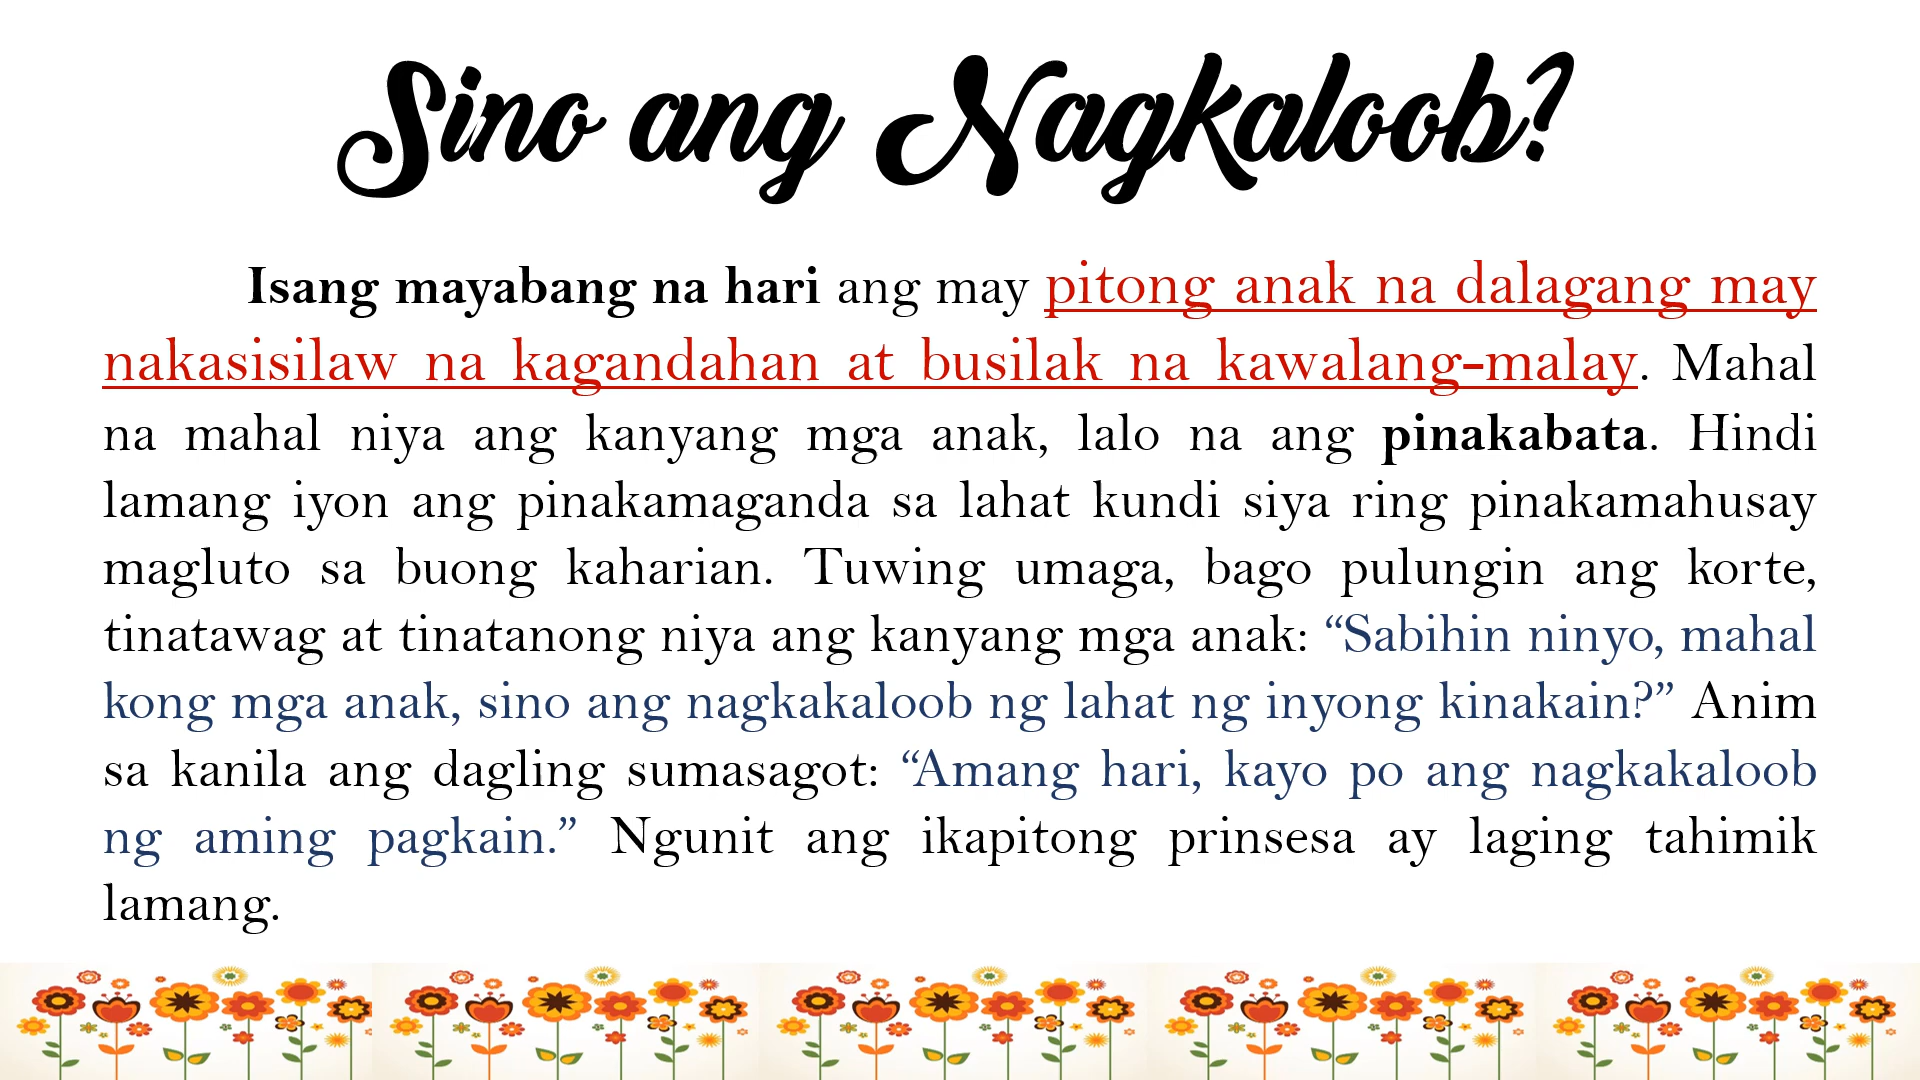 Sino ang Nagkaloob?
Isang mayabang na hari ang may pitong anak na dalagang may
nakasisilaw na kagandahan at busilak na kawalang-malay. Mahal
na mahal niya ang kanyang mga anak, lalo na ang pinakabata. Hindi
lamang iyon ang pinakamaganda sa lahat kundi siya ring pinakamahusay
magluto sa buong kaharian. Tuwing umaga, bago pulungin ang korte,
tinatawag at tinatanong niya ang kanyang mga anak: “Sabihin ninyo, mahal
kong mga anak, sino ang nagkakaloob ng lahat ng inyong kinakain?” Anim
sa kanila ang dagling sumasagot: “Amang hari, kayo po ang nagkakaloob
ng aming pagkain.” Ngunit ang ikapitong prinsesa ay laging tahimik
lamang.